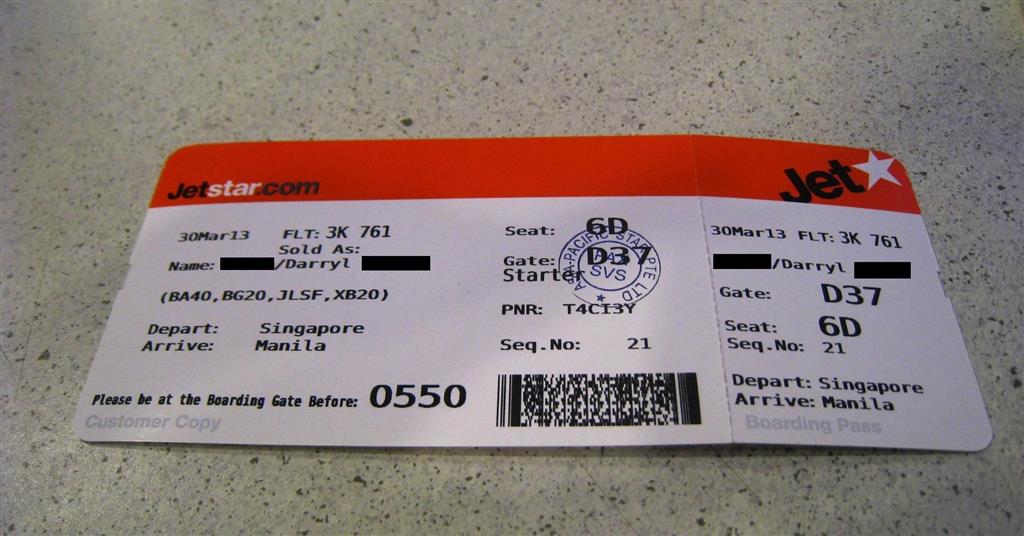 Jetstar.com
30Mar13 FLT: 3K 761
Sold As:
Name: /Darryl
(BA40,BG20,JLSF,XB20)
Depart: Singapore
Arrive: Manila
Please be at the Boarding Gate Before: 0550
Customer Copy
Seat: 6D
Gate: D37
Starter
PNR: T4CI3Y
Seq.No: 21
ASIA-PACIFIC STAR PTE LTD
PAX
SVS
Jet
30Mar13 FLT: 3K 761
/Darryl
Gate: D37
Seat: 6D
Seq.No: 21
Depart: Singapore
Arrive: Manila
Boarding Pass